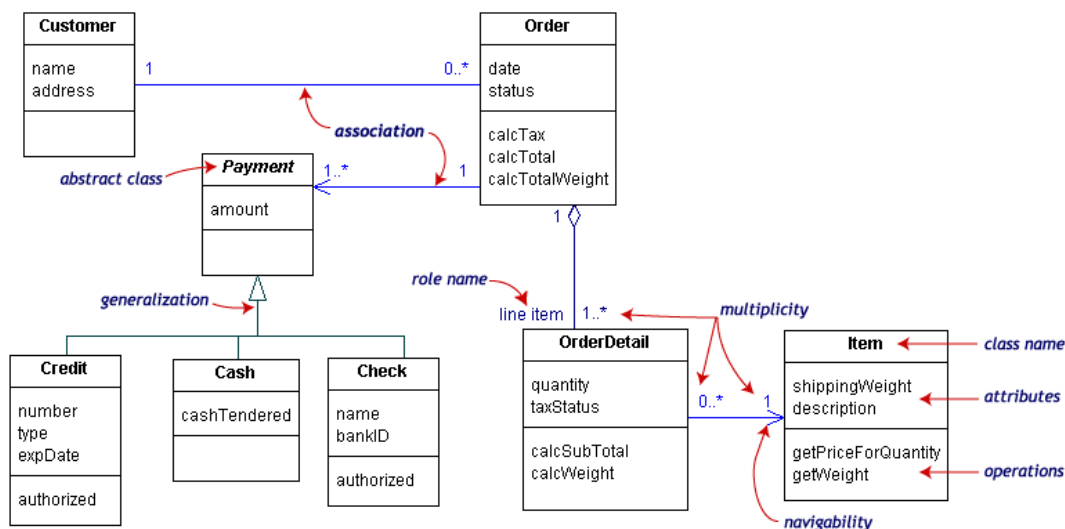 Customer
name
address
1
0..*
Order
date
status
calcTax
calcTotal
calcTotalWeight
association
abstract class
Payment
amount
1..*
1
generalization
1
role name
line item
1..*
multiplicity
Credit
number
type
expDate
authorized
Cash
cashTendered
Check
name
bankID
authorized
OrderDetail
quantity
taxStatus
calcSubTotal
calcWeight
0..*
1
Item
shippingWeight
description
getPriceForQuantity
getWeight
class name
attributes
operations
navigability